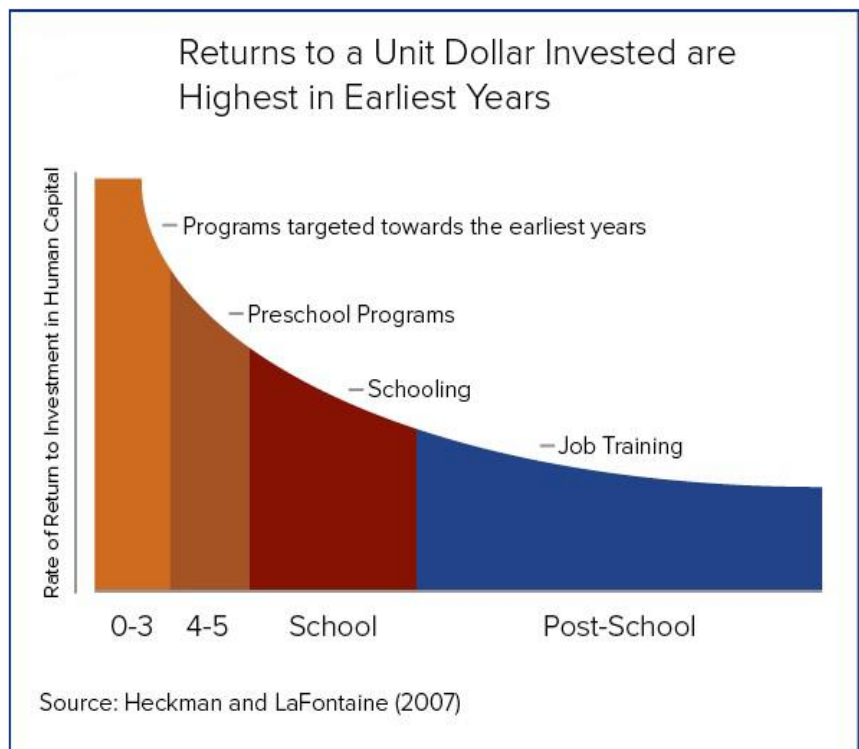 Returns to a Unit Dollar Invested are
Highest in Earliest Years
Rate of Return to Investment in Human Capital
Programs targeted towards the earliest years
Preschool Programs
Schooling
Job Training
0-3 4-5 School Post-School
Source: Heckman and LaFontaine (2007)